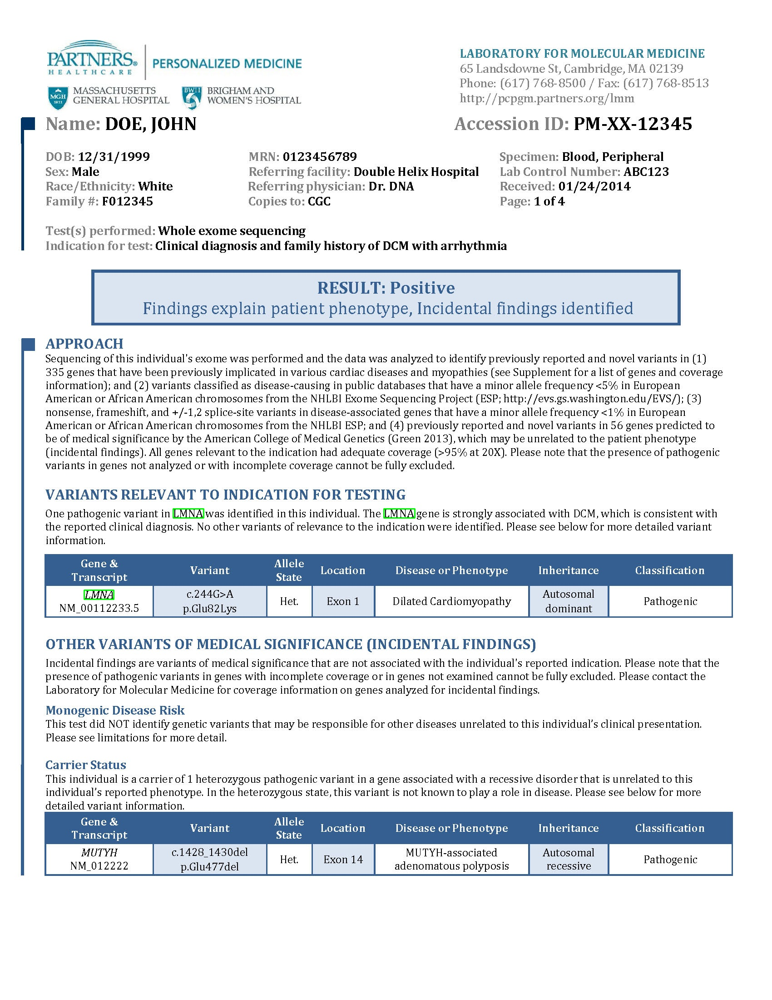 PARTNERS®
HEALTHCARE
PERSONALIZED MEDICINE
MGH
1811
MASSACHUSETTS
GENERAL HOSPITAL
BWH
BRIGHAM AND
WOMEN'S HOSPITAL
LABORATORY FOR MOLECULAR MEDICINE
65 Landsdowne St, Cambridge, MA 02139
Phone: (617) 768-8500 / Fax: (617) 768-8513
http://pcpgm.partners.org/lmm
Name: DOE, JOHN
Accession ID: PM-XX-12345
DOB: 12/31/1999
MRN: 0123456789
Specimen: Blood, Peripheral
Sex: Male
Referring facility: Double Helix Hospital
Lab Control Number: ABC123
Race/Ethnicity: White
Referring physician: Dr. DNA
Received: 01/24/2014
Family #: F012345
Copies to: CGC
Page: 1 of 4
Test(s) performed: Whole exome sequencing
Indication for test: Clinical diagnosis and family history of DCM with arrhythmia
RESULT: Positive
Findings explain patient phenotype, Incidental findings identified
APPROACH
Sequencing of this individual's exome was performed and the data was analyzed to identify previously reported and novel variants in (1)
335 genes that have been previously implicated in various cardiac diseases and myopathies (see Supplement for a list of genes and coverage
information); and (2) variants classified as disease-causing in public databases that have a minor allele frequency <5% in European
American or African American chromosomes from the NHLBI Exome Sequencing Project (ESP; http://evs.gs.washington.edu/EVS/); (3)
nonsense, frameshift, and +/-1,2 splice-site variants in disease-associated genes that have a minor allele frequency <1% in European
American or African American chromosomes from the NHLBI ESP; and (4) previously reported and novel variants in 56 genes predicted to
be of medical significance by the American College of Medical Genetics (Green 2013), which may be unrelated to the patient phenotype
(incidental findings). All genes relevant to the indication had adequate coverage (>95% at 20X). Please note that the presence of pathogenic
variants in genes not analyzed or with incomplete coverage cannot be fully excluded.
VARIANTS RELEVANT TO INDICATION FOR TESTING
One pathogenic variant in LMNA was identified in this individual. The LMNA gene is strongly associated with DCM, which is consistent with
the reported clinical diagnosis. No other variants of relevance to the indication were identified. Please see below for more detailed variant
information.
Gene &
Transcript
Variant
Allele
State
Location
Disease or Phenotype
Inheritance
Classification
LMNA
NM_00112233.5
c.244G>A
p.Glu82Lys
Het.
Exon 1
Dilated Cardiomyopathy
Autosomal
dominant
Pathogenic
OTHER VARIANTS OF MEDICAL SIGNIFICANCE (INCIDENTAL FINDINGS)
Incidental findings are variants of medical significance that are not associated with the individual's reported indication. Please note that the
presence of pathogenic variants in genes with incomplete coverage or in genes not examined cannot be fully excluded. Please contact the
Laboratory for Molecular Medicine for coverage information on genes analyzed for incidental findings.
Monogenic Disease Risk
This test did NOT identify genetic variants that may be responsible for other diseases unrelated to this individual's clinical presentation.
Please see limitations for more detail.
Carrier Status
This individual is a carrier of 1 heterozygous pathogenic variant in a gene associated with a recessive disorder that is unrelated to this
individual's reported phenotype. In the heterozygous state, this variant is not known to play a role in disease. Please see below for more
detailed variant information.
Gene &
Transcript
Variant
Allele
State
Location
Disease or Phenotype
Inheritance
Classification
MUTYH
NM_012222
c.1428_1430del
p.Glu477del
Het.
Exon 14
MUTYH-associated
adenomatous polyposis
Autosomal
recessive
Pathogenic